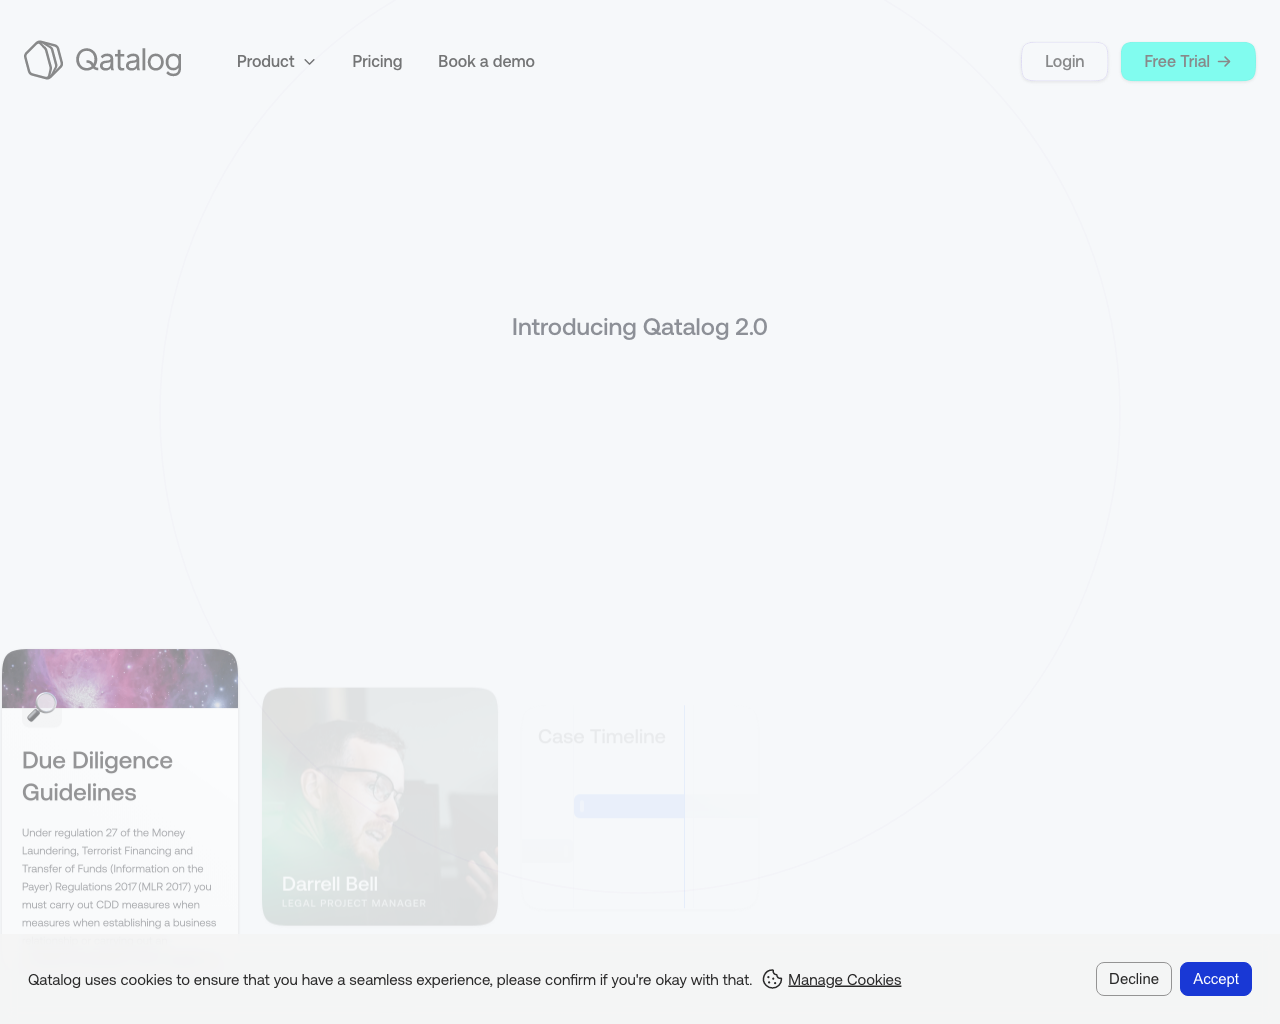 Qatalog
Product
Pricing
Book a demo
Login
Free Trial →
Introducing Qatalog 2.0
Due Diligence
Guidelines
Under regulation 27 of the Money
Laundering, Terrorist Financing and
Transfer of Funds (Information on the
Payer) Regulations 2017 (MLR 2017) you
must carry out CDD measures when
measures when establishing a business
Darrell Bell
LEGAL PROJECT MANAGER
Case Timeline
Qatalog uses cookies to ensure that you have a seamless experience, please confirm if you're okay with that.
Manage Cookies
Decline
Accept